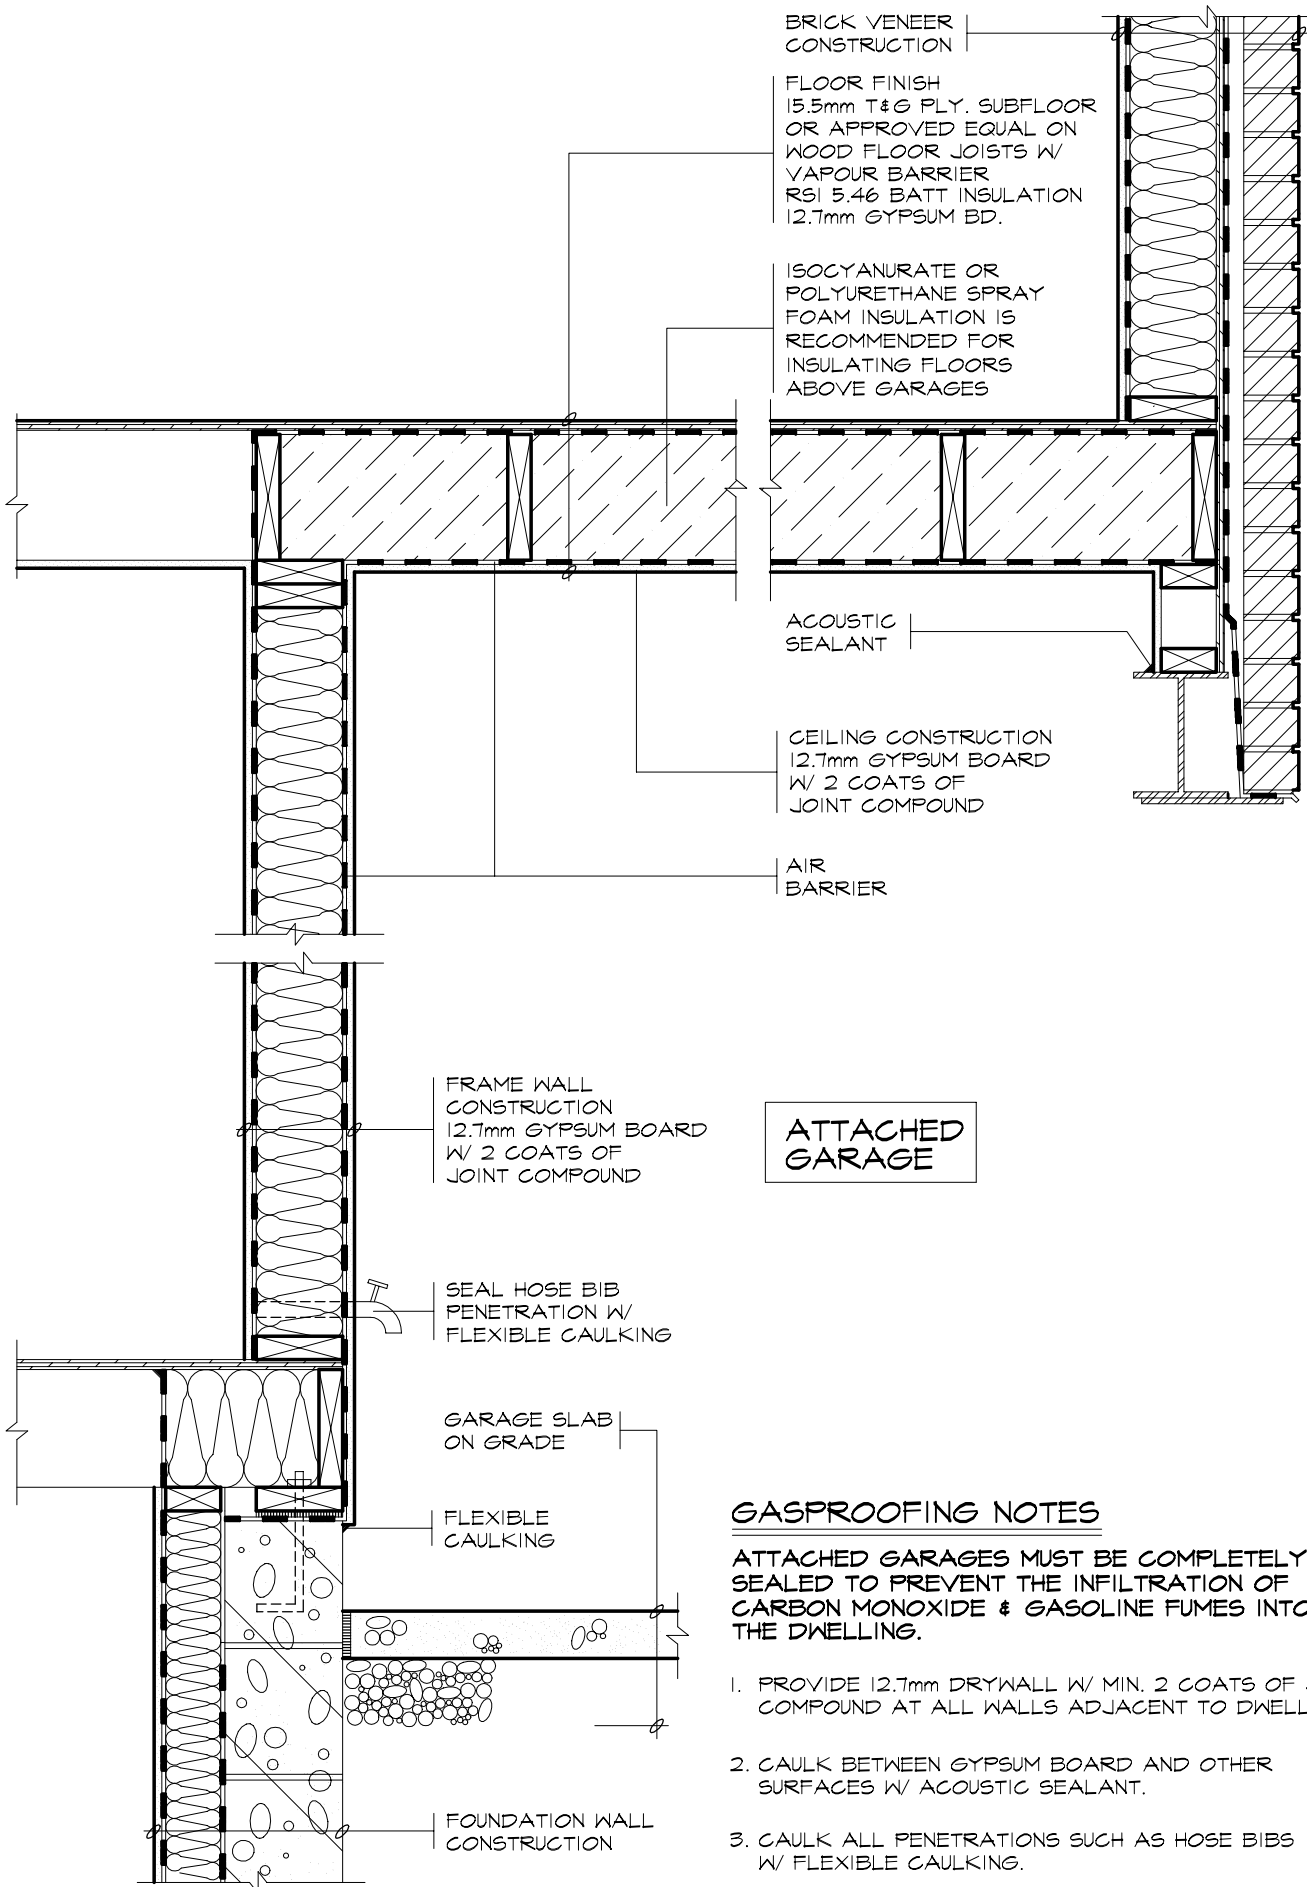 BRICK VENEER
CONSTRUCTION
FLOOR FINISH
15.5mm T&G PLY. SUBFLOOR
OR APPROVED EQUAL ON
WOOD FLOOR JOISTS W/
VAPOUR BARRIER
RSI 5.46 BATT INSULATION
12.7mm GYPSUM BD.
ISOCYANURATE OR
POLYURETHANE SPRAY
FOAM INSULATION IS
RECOMMENDED FOR
INSULATING FLOORS
ABOVE GARAGES
ACOUSTIC
SEALANT
CEILING CONSTRUCTION
12.7mm GYPSUM BOARD
W/ 2 COATS OF
JOINT COMPOUND
AIR
BARRIER
FRAME WALL
CONSTRUCTION
12.7mm GYPSUM BOARD
W/ 2 COATS OF
JOINT COMPOUND
ATTACHED
GARAGE
SEAL HOSE BIB
PENETRATION W/
FLEXIBLE CAULKING
GARAGE SLAB
ON GRADE
FLEXIBLE
CAULKING
FOUNDATION WALL
CONSTRUCTION
GASPROOFING NOTES
ATTACHED GARAGES MUST BE COMPLETELY
SEALED TO PREVENT THE INFILTRATION OF
CARBON MONOXIDE & GASOLINE FUMES INTO
THE DWELLING.
1. PROVIDE 12.7mm DRYWALL W/ MIN. 2 COATS OF
COMPOUND AT ALL WALLS ADJACENT TO
2. CAULK BETWEEN GYPSUM BOARD AND OTHER
SURFACES W/ ACOUSTIC SEALANT.
3. CAULK ALL PENETRATIONS SUCH AS HOSE BIBS
W/ FLEXIBLE CAULKING.